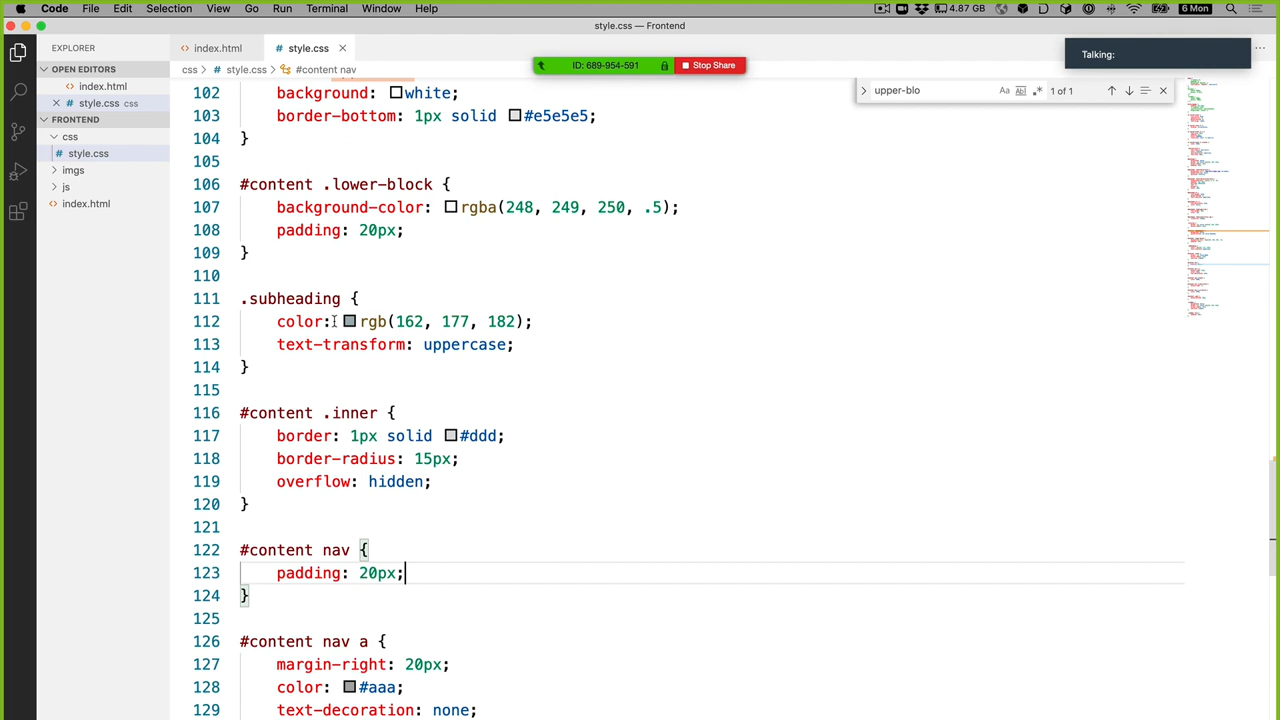 Code File Edit Selection View Go Run Terminal Window Help 4.87 GB 6 Mon
style.css — Frontend
EXPLORER
index.html
style.css
Talking:
OPEN EDITORS
index.html
style.css css
FRONTEND
css
style.css
imgs
js
index.html
css > # style.css > #content nav
ID: 689-954-591 Stop Share
upper-blo Aa Ab .* 1 of 1
102 background: white;
103 border-bottom: 1px solid #e5e5e5;
104 }
105
106 #content .lower-block {
107 background-color: rgba(248, 249, 250, .5);
108 padding: 20px;
109 }
110
111 .subheading {
112 color: rgb(162, 177, 182);
113 text-transform: uppercase;
114 }
115
116 #content .inner {
117 border: 1px solid #ddd;
118 border-radius: 15px;
119 overflow: hidden;
120 }
121
122 #content nav {
123 padding: 20px;
124 }
125
126 #content nav a {
127 margin-right: 20px;
128 color: #aaa;
129 text-decoration: none;